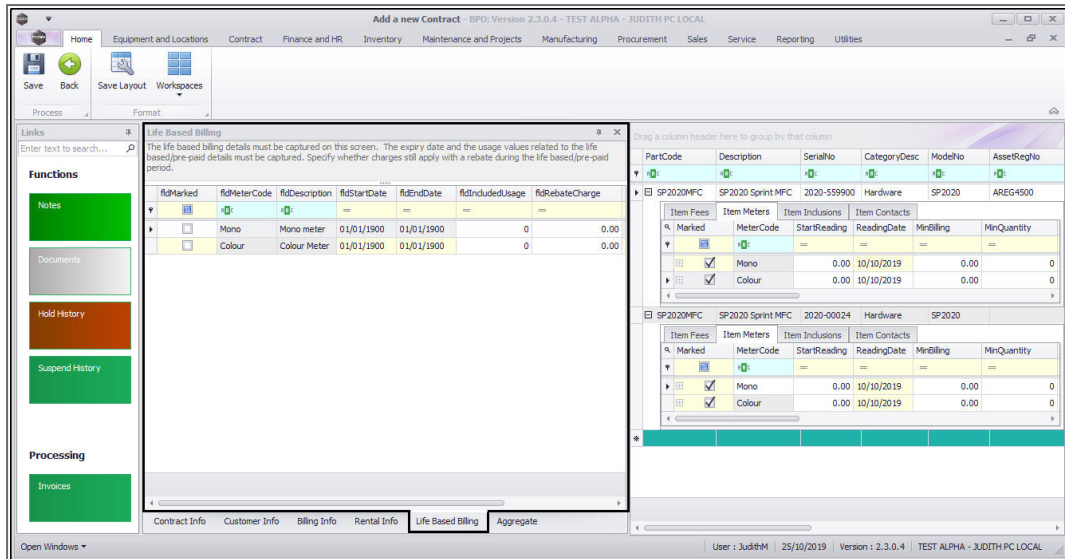 Add a new Contract - BPO: Version 2.3.0.4 - TEST ALPHA - JUDITH PC LOCAL
Home Equipment and Locations Contract Finance and HR Inventory Maintenance and Projects Manufacturing Procurement Sales Service Reporting Utilities
Save Back Save Layout Workspaces
Process Format
Links
Enter text to search...
Functions
Notes
Documents
Hold History
Suspend History
Processing
Invoices
Life Based Billing
The life based billing details must be captured on this screen. The expiry date and the usage values related to the life
based/pre-paid details must be captured. Specify whether charges still apply with a rebate during the life based/pre-paid
period.
fldMarked fldMeterCode fldDescription fldStartDate fldEndDate fldIncludedUsage fldRebateCharge
Mono Mono meter 01/01/1900 01/01/1900 0 0.00
Colour Colour Meter 01/01/1900 01/01/1900 0 0.00
Contract Info Customer Info Billing Info Rental Info Life Based Billing Aggregate
Drag a column header here to group by that column
PartCode Description SerialNo CategoryDesc ModelNo AssetRegNo
SP2020MFC SP2020 Sprint MFC 2020-559900 Hardware SP2020 AREG4500
Item Fees Item Meters Item Inclusions Item Contacts
Marked MeterCode StartReading ReadingDate MinBilling MinQuantity
Mono 0.00 10/10/2019 0.00 0
Colour 0.00 10/10/2019 0.00 0
SP2020MFC SP2020 Sprint MFC 2020-00024 Hardware SP2020
Item Fees Item Meters Item Inclusions Item Contacts
Marked MeterCode StartReading ReadingDate MinBilling MinQuantity
Mono 0.00 10/10/2019 0.00 0
Colour 0.00 10/10/2019 0.00 0
Open Windows User : JudithM 25/10/2019 Version : 2.3.0.4 TEST ALPHA - JUDITH PC LOCAL